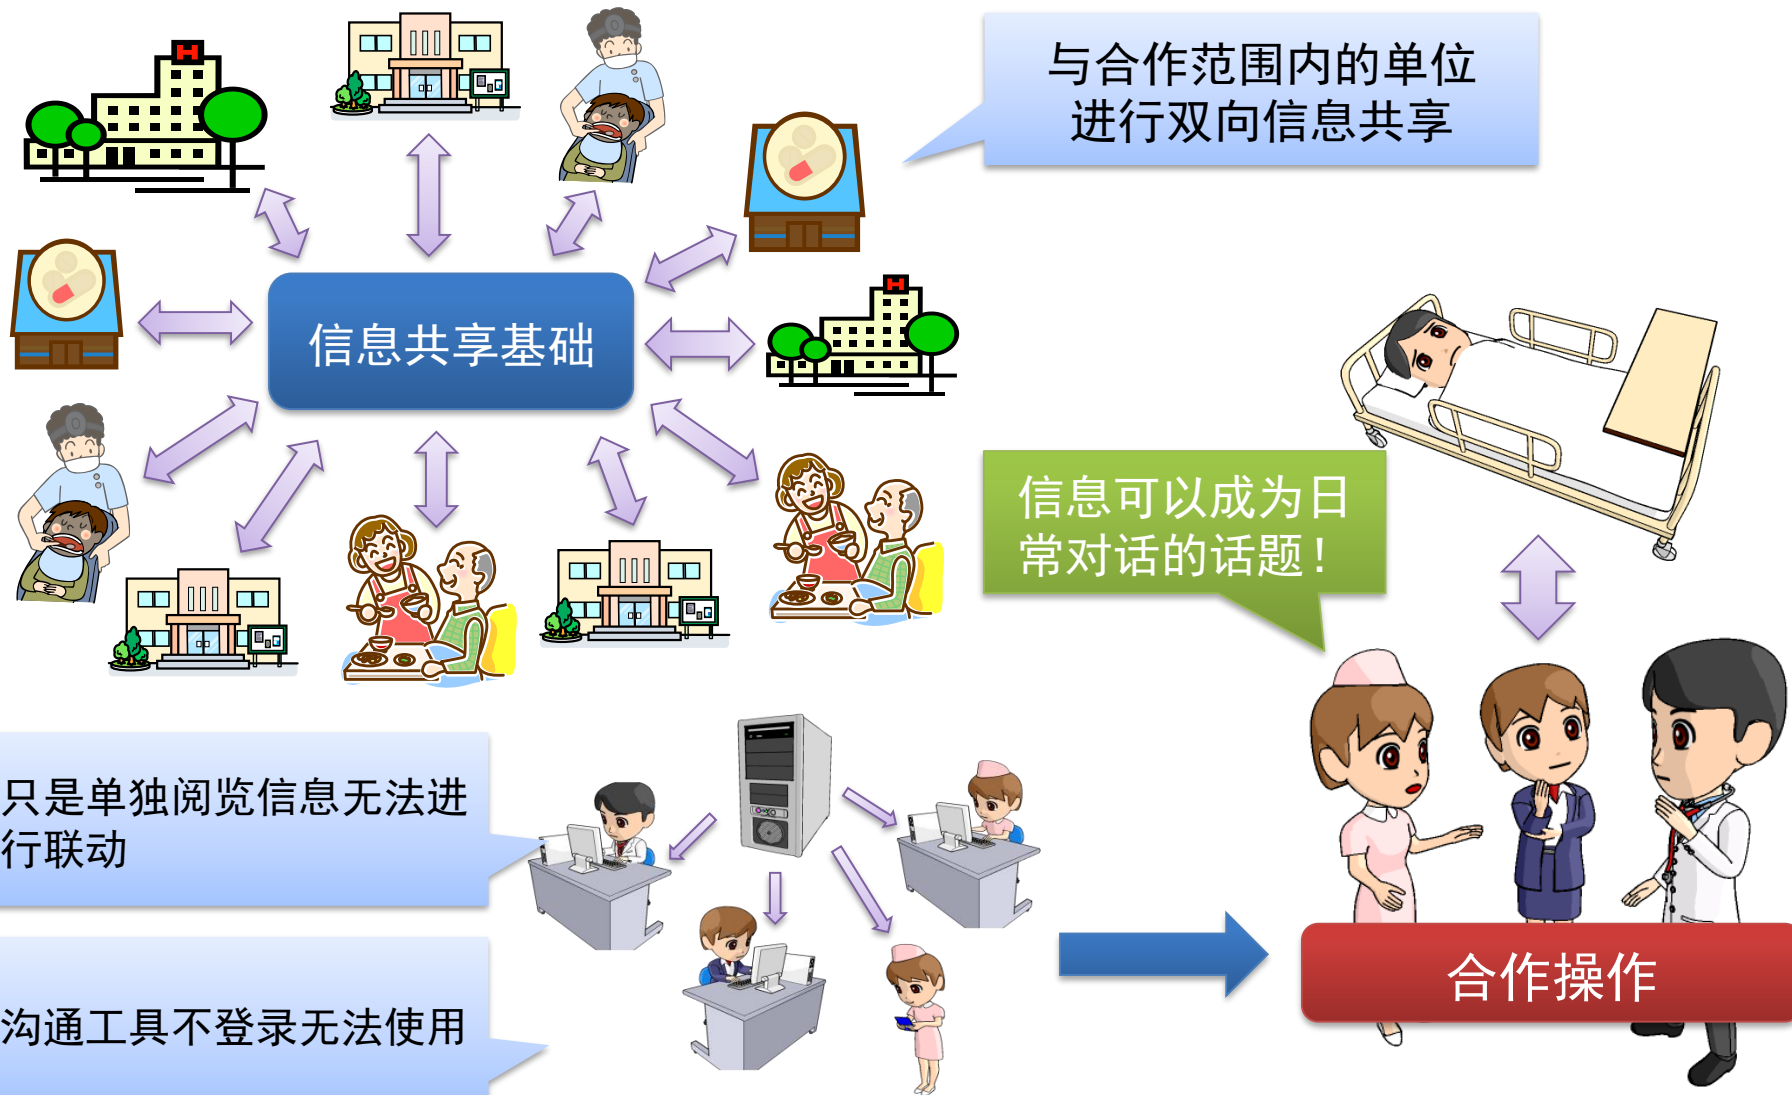 与合作范围内的单位
进行双向信息共享
信息共享基础
信息可以成为日
常对话的话题！
只是单独阅览信息无法进
行联动
沟通工具不登录无法使用
合作操作
H
H